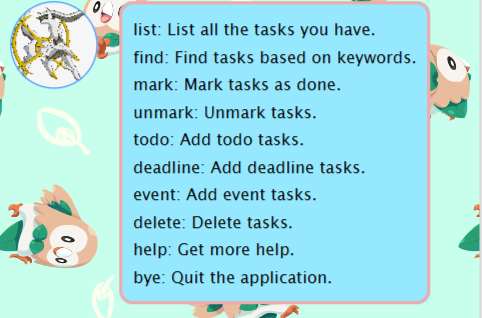 list: List all the tasks you have.
find: Find tasks based on keywords.
mark: Mark tasks as done.
unmark: Unmark tasks.
todo: Add todo tasks.
deadline: Add deadline tasks.
event: Add event tasks.
delete: Delete tasks.
help: Get more help.
bye: Quit the application.